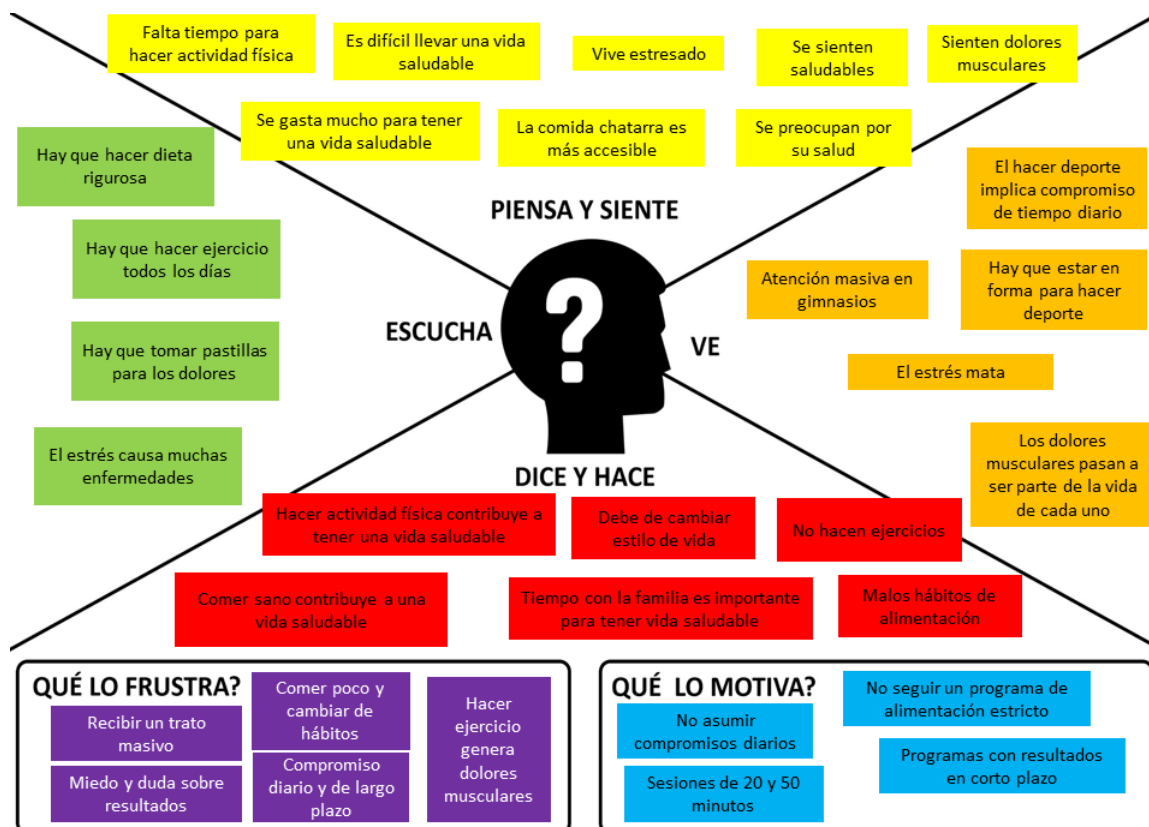 Falta tiempo para
hacer actividad física
Es difícil llevar una vida
saludable
Vive estresado
Se sienten
saludables
Sienten dolores
musculares
Se gasta mucho para tener
una vida saludable
La comida chatarra es
más accesible
Se preocupan por
su salud
PIENSA Y SIENTE
Hay que hacer dieta
rigurosa
Hay que hacer ejercicio
todos los días
Hay que tomar pastillas
para los dolores
El estrés causa muchas
enfermedades
ESCUCHA
?
VE
El hacer deporte
implica compromiso
de tiempo diario
Atención masiva en
gimnasios
Hay que estar en
forma para hacer
deporte
El estrés mata
Los dolores
musculares pasan a
ser parte de la vida
de cada uno
DICE Y HACE
Hacer actividad física contribuye a
tener una vida saludable
Debe de cambiar
estilo de vida
No hacen ejercicios
Comer sano contribuye a una
vida saludable
Tiempo con la familia es importante
para tener vida saludable
Malos hábitos de
alimentación
QUÉ LO FRUSTRA?
Recibir un trato
masivo
Miedo y duda sobre
resultados
Comer poco y
cambiar de
hábitos
Compromiso
diario y de largo
plazo
Hacer
ejercicio
genera
dolores
musculares
QUÉ LO MOTIVA?
No asumir
compromisos diarios
Sesiones de 20 y 50
minutos
No seguir un programa de
alimentación estricto
Programas con resultados
en corto plazo